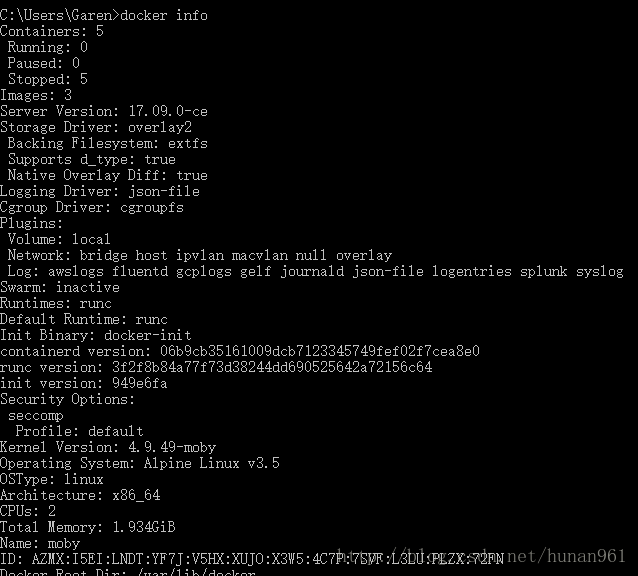 C:\Users\Garen>docker info
Containers: 5
 Running: 0
 Paused: 0
 Stopped: 5
Images: 3
Server Version: 17.09.0-ce
Storage Driver: overlay2
 Backing Filesystem: extfs
 Supports d_type: true
 Native Overlay Diff: true
Logging Driver: json-file
Cgroup Driver: cgroupfs
Plugins:
 Volume: local
 Network: bridge host ipvlan macvlan null overlay
 Log: awslogs fluentd gcplogs gelf journald json-file logentries splunk syslog
Swarm: inactive
Runtimes: runc
Default Runtime: runc
Init Binary: docker-init
containerd version: 06b9cb35161009dcb7123345749fef02f7cea8e0
runc version: 3f2f8b84a77f73d38244dd690525642a72156c64
init version: 949e6fa
Security Options:
 seccomp
  Profile: default
Kernel Version: 4.9.49-moby
Operating System: Alpine Linux v3.5
OSType: linux
Architecture: x86_64
CPUs: 2
Total Memory: 1.934GiB
Name: moby
ID: AZMX:I5EI:LNDT:YF7J:V5HX:XUJO:X3W5:4C7P:7SVF:L3LU:PLZX:72FN
Docker Root Dir: /var/lib/docker